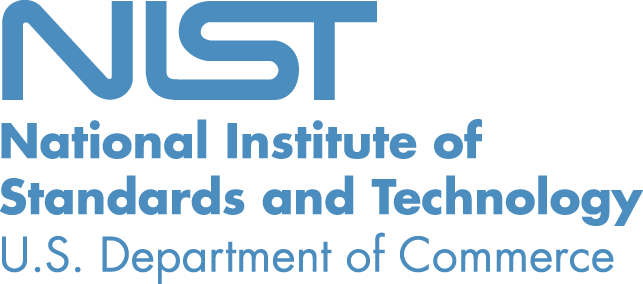 NIST
National Institute of
Standards and Technology
U.S. Department of Commerce